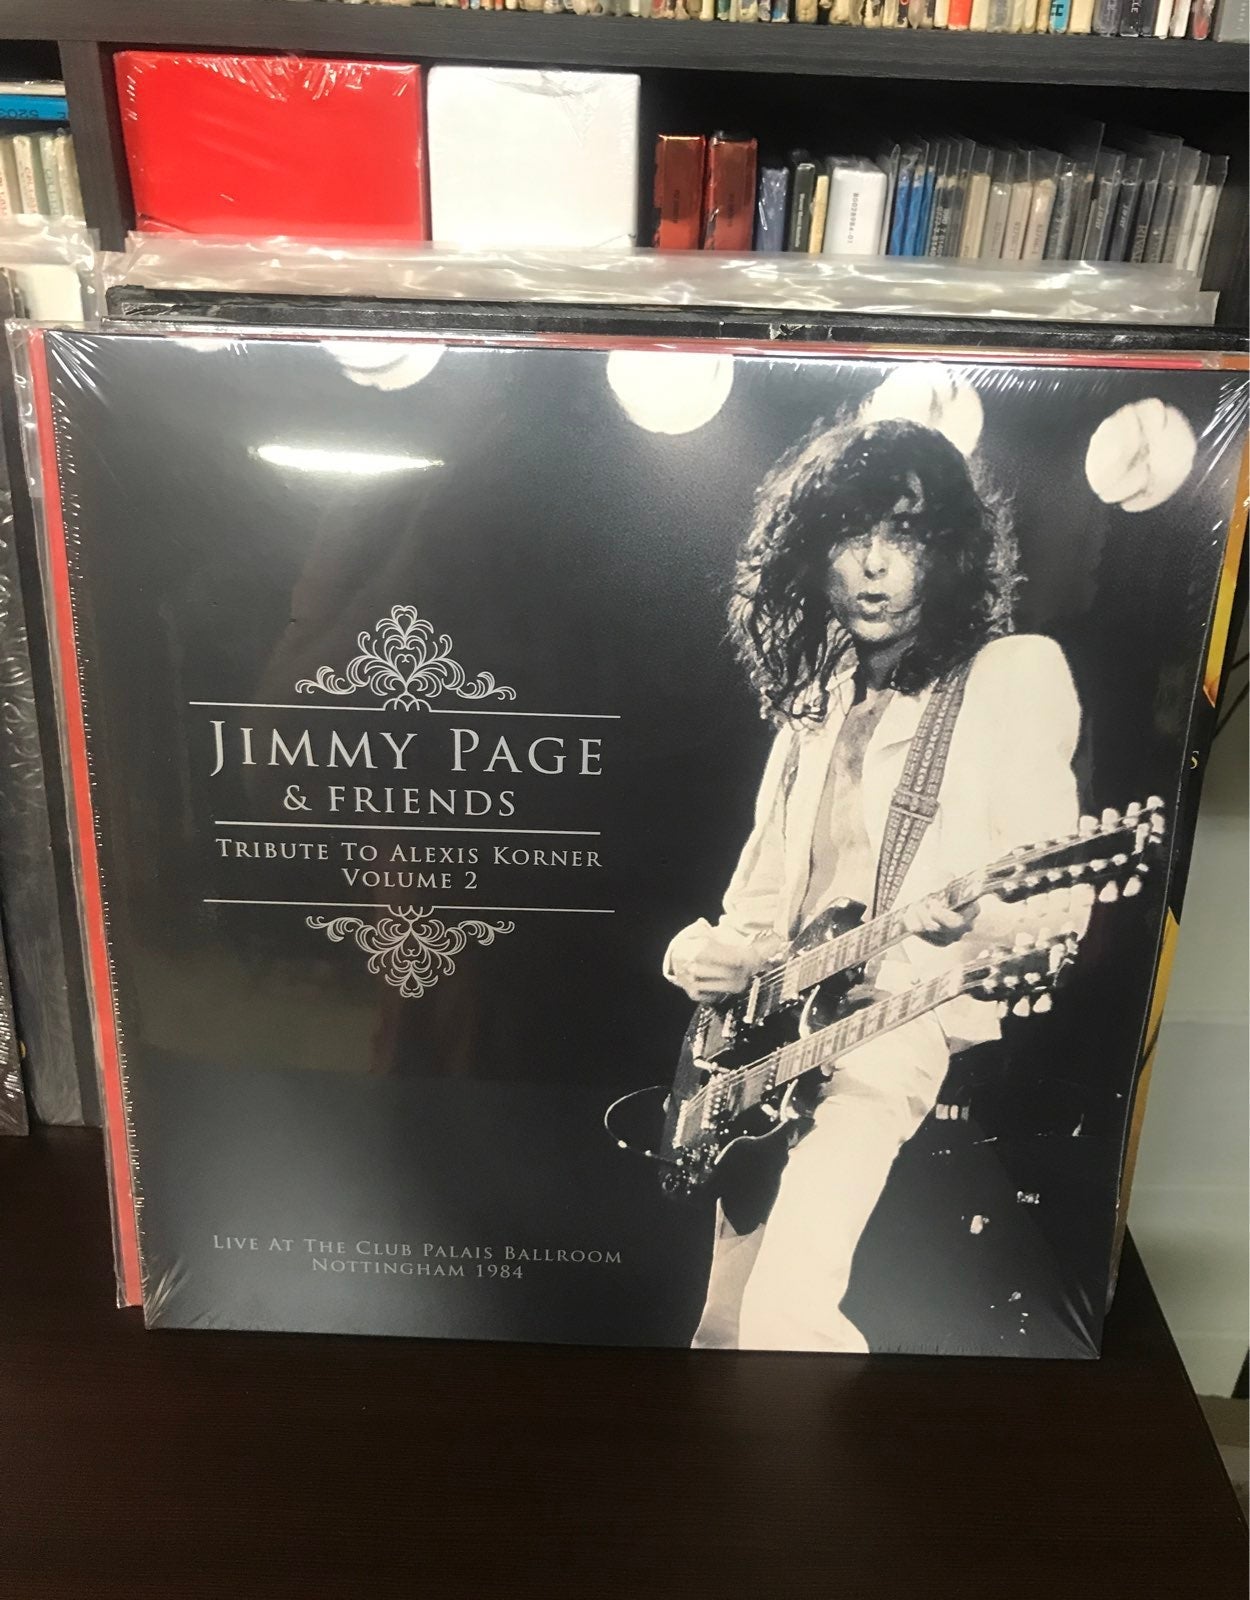 JIMMY PAGE
& FRIENDS
TRIBUTE TO ALEXIS KORNER
VOLUME 2
LIVE AT THE CLUB PALAIS BALLROOM
NOTTINGHAM 1984